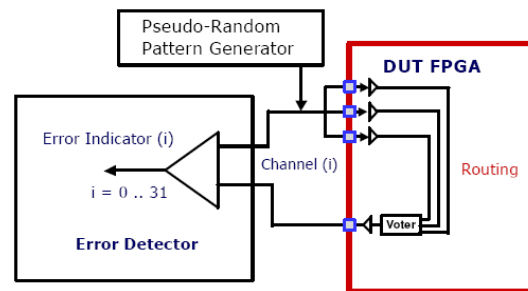 Pseudo-Random
Pattern Generator
DUT FPGA
Error Indicator (i)
Channel (i)
i = 0 .. 31
Routing
Voter
Error Detector